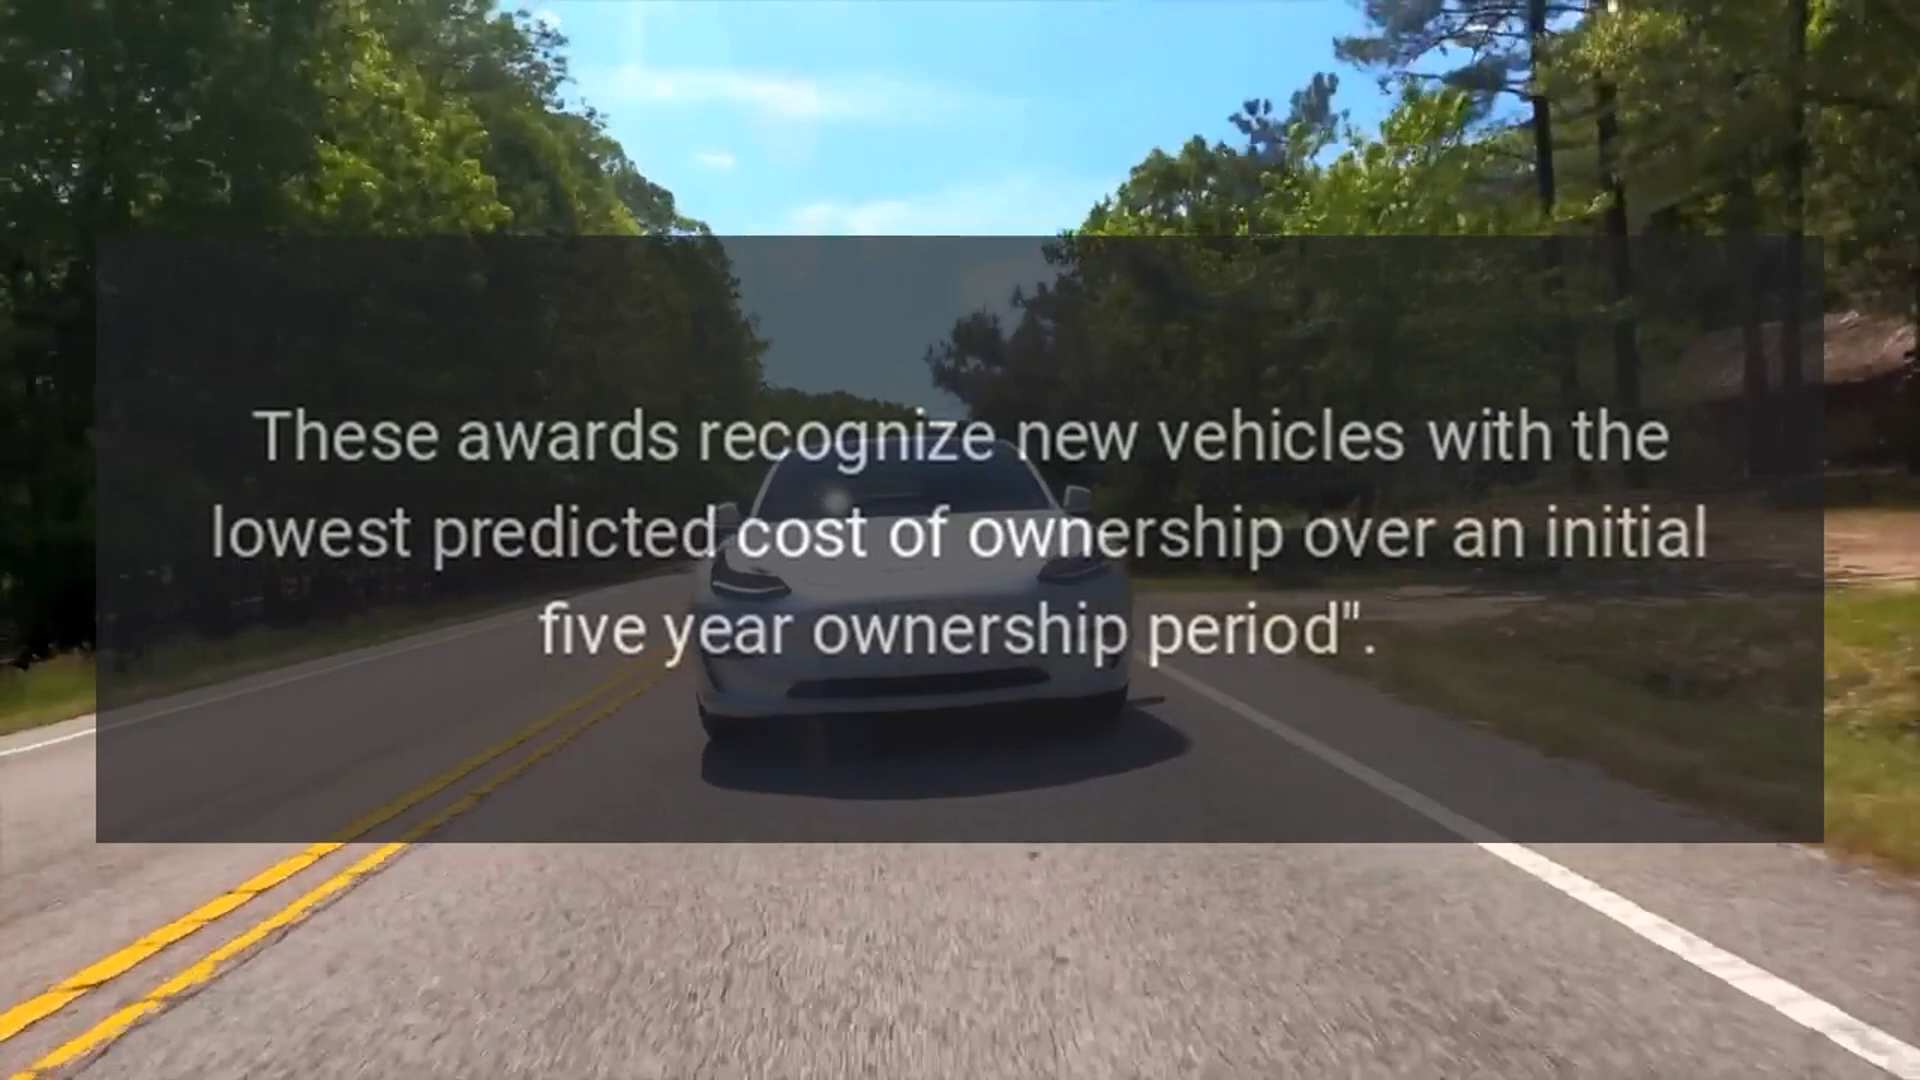 These awards recognize new vehicles with the
lowest predicted cost of ownership over an initial
five year ownership period".